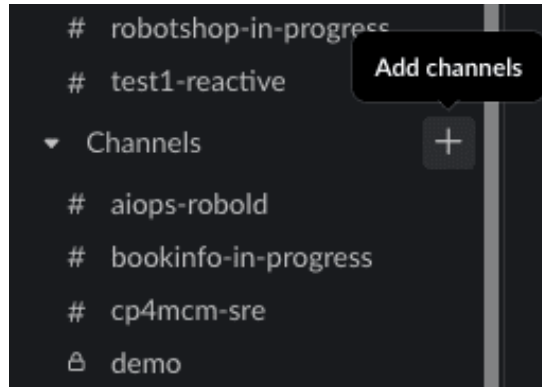 # robotshop-in-progress
Add channels
# test1-reactive
Channels
# aiops-robold
# bookinfo-in-progress
# cp4mcm-sre
demo